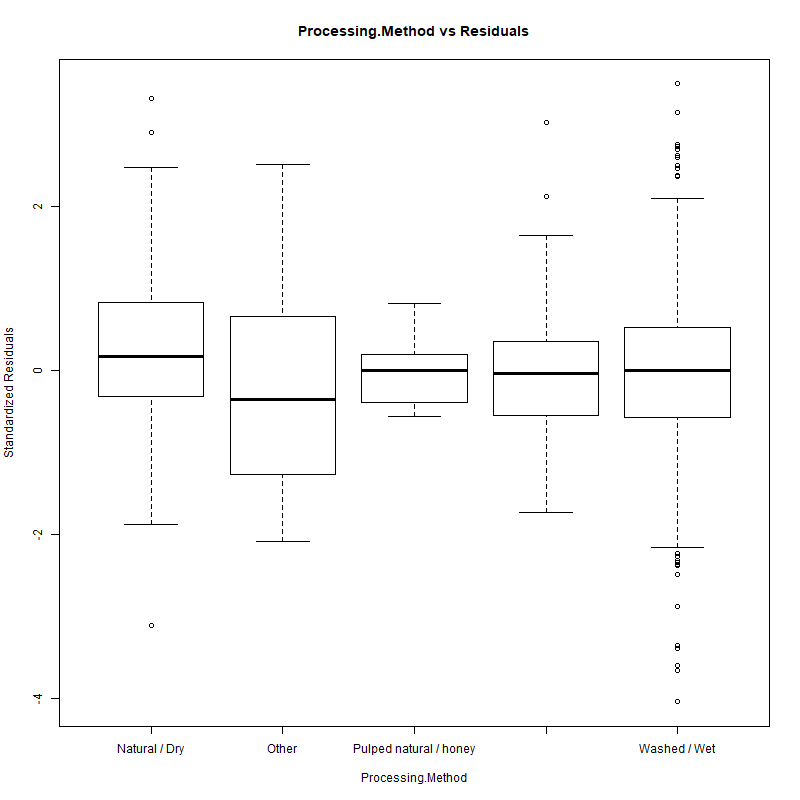 Processing.Method vs Residuals
Standardized Residuals
2
0
-2
-4
Natural / Dry
Other
Pulped natural / honey
Washed / Wet
Processing.Method